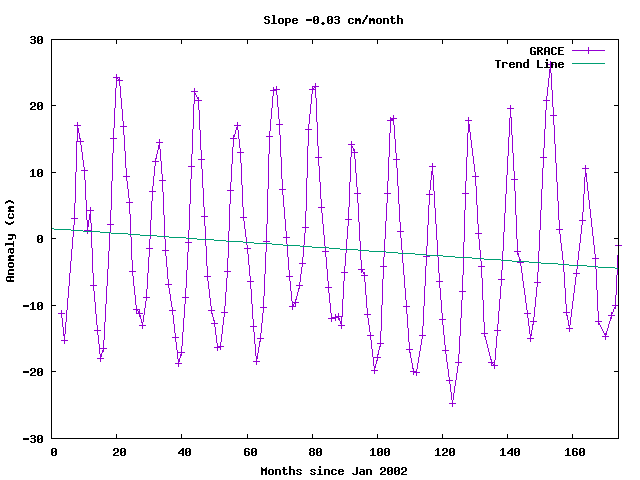 Slope -0.03 cm/month
GRACE
Trend Line
30
20
10
0
-10
-20
-30
Anomaly (cm)
0 20 40 60 80 100 120 140 160
Months since Jan 2002